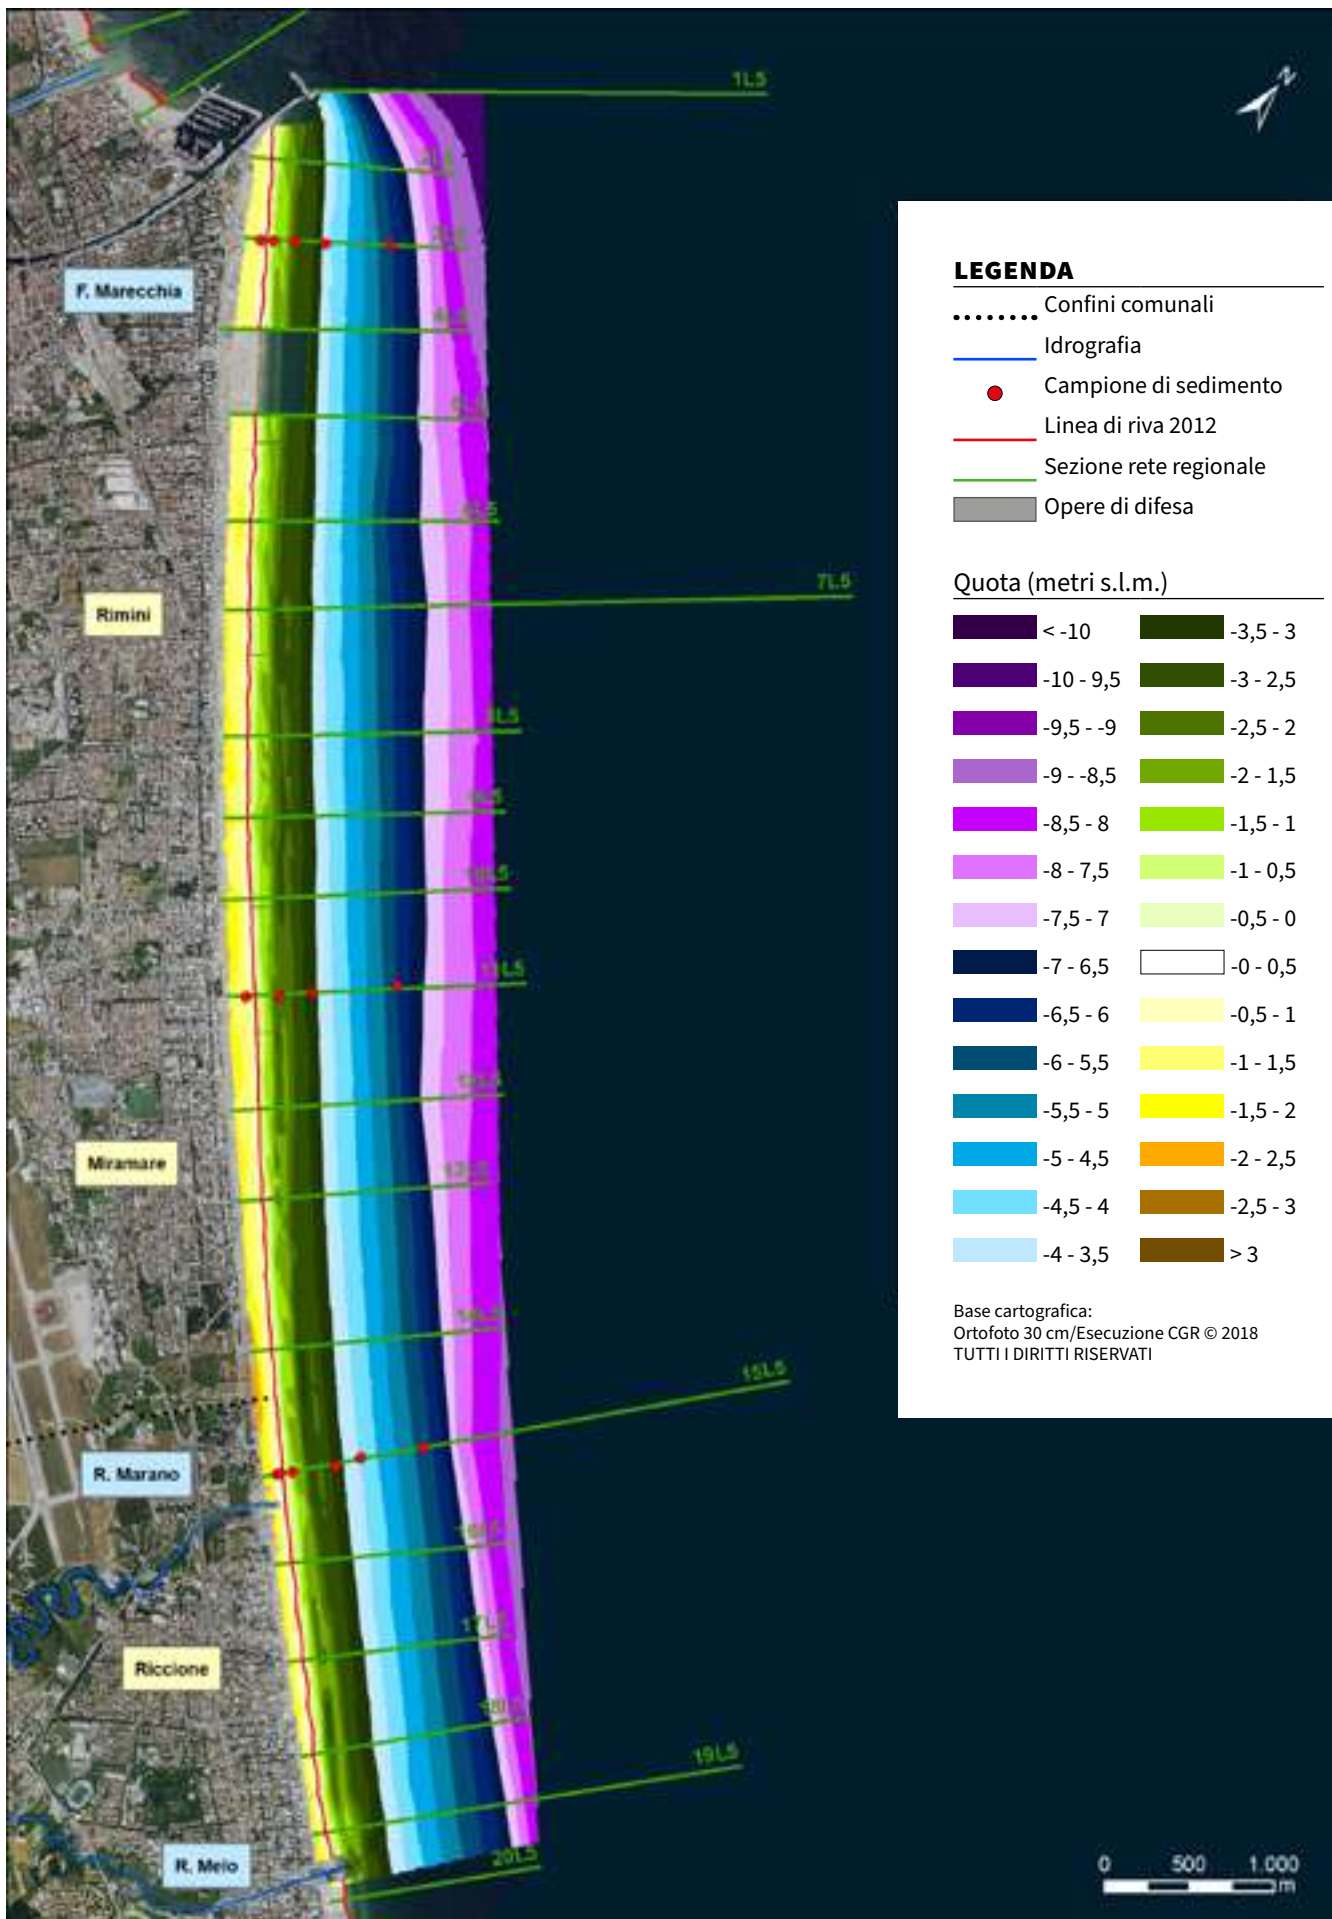 1L5
N
F. Marecchia
7L5
Rimini
11L5
Miramare
15L5
R. Marano
Riccione
19L5
R. Melo
20L5
LEGENDA
Confini comunali
Idrografia
Campione di sedimento
Linea di riva 2012
Sezione rete regionale
Opere di difesa
Quota (metri s.l.m.)
< -10
-10 - 9,5
-9,5 - -9
-9 - -8,5
-8,5 - 8
-8 - 7,5
-7,5 - 7
-7 - 6,5
-6,5 - 6
-6 - 5,5
-5,5 - 5
-5 - 4,5
-4,5 - 4
-4 - 3,5
-3,5 - 3
-3 - 2,5
-2,5 - 2
-2 - 1,5
-1,5 - 1
-1 - 0,5
-0,5 - 0
-0 - 0,5
-0,5 - 1
-1 - 1,5
-1,5 - 2
-2 - 2,5
-2,5 - 3
> 3
Base cartografica:
Ortofoto 30 cm/Esecuzione CGR © 2018
TUTTI I DIRITTI RISERVATI
0 500 1.000
m